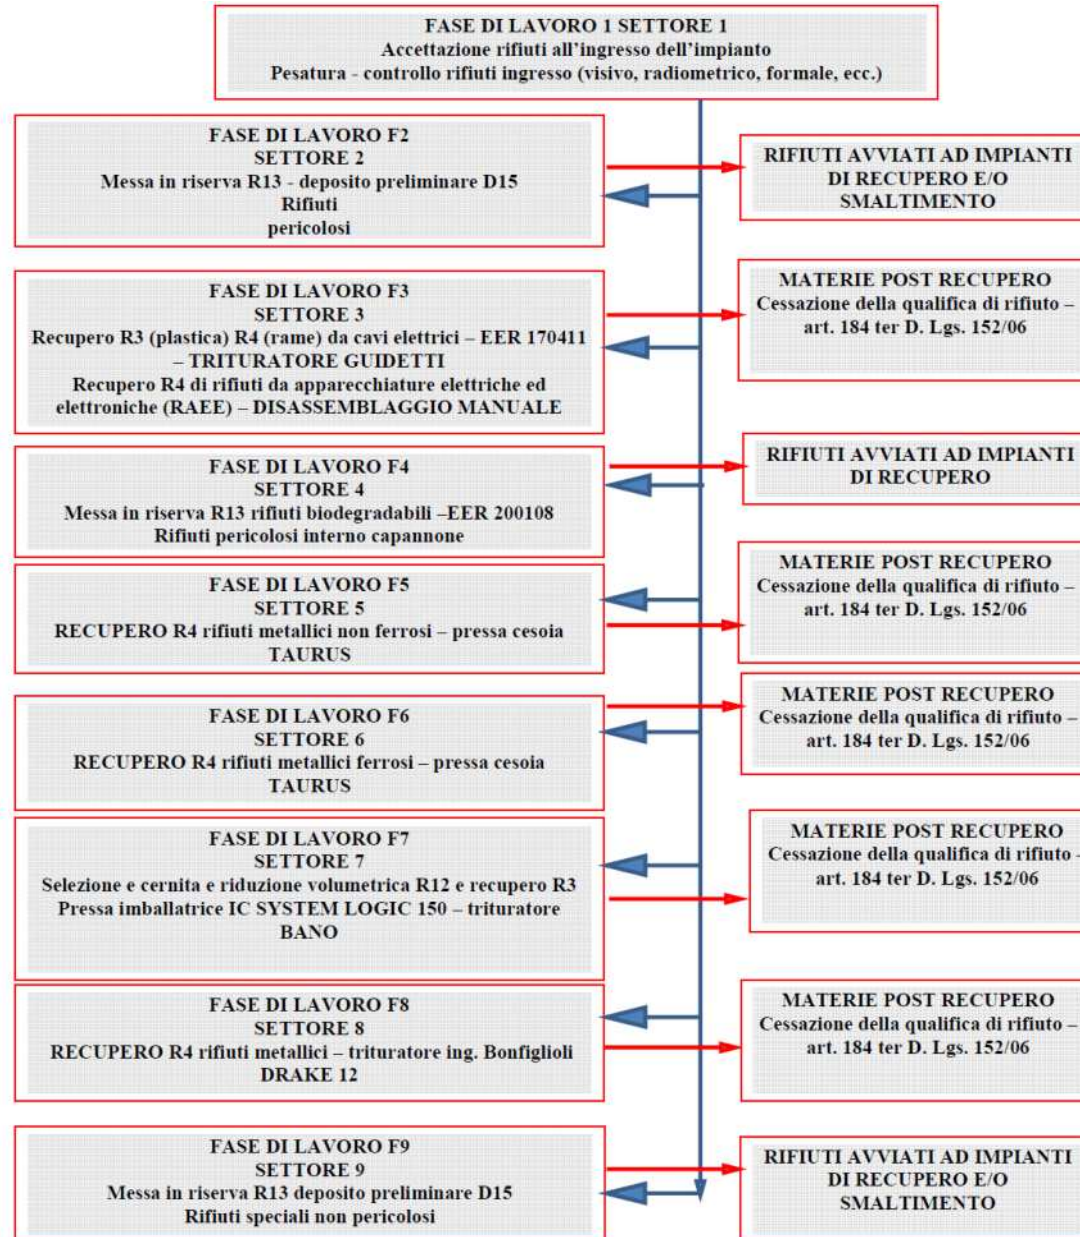 FASE DI LAVORO 1 SETTORE 1
Accettazione rifiuti all'ingresso dell'impianto
Pesatura - controllo rifiuti ingresso (visivo, radiometrico, formale, ecc.)
FASE DI LAVORO F2
SETTORE 2
Messa in riserva R13 - deposito preliminare D15
Rifiuti
pericolosi
RIFIUTI AVVIATI AD IMPIANTI
DI RECUPERO E/O
SMALTIMENTO
FASE DI LAVORO F3
SETTORE 3
Recupero R3 (plastica) R4 (rame) da cavi elettrici – EER 170411
– TRITURATORE GUIDETTI
Recupero R4 di rifiuti da apparecchiature elettriche ed
elettroniche (RAEE) – DISASSEMBLAGGIO MANUALE
MATERIE POST RECUPERO
Cessazione della qualifica di rifiuto –
art. 184 ter D. Lgs. 152/06
FASE DI LAVORO F4
SETTORE 4
Messa in riserva R13 rifiuti biodegradabili –EER 200108
Rifiuti pericolosi interno capannone
RIFIUTI AVVIATI AD IMPIANTI
DI RECUPERO
FASE DI LAVORO F5
SETTORE 5
RECUPERO R4 rifiuti metallici non ferrosi – pressa cesoia
TAURUS
MATERIE POST RECUPERO
Cessazione della qualifica di rifiuto –
art. 184 ter D. Lgs. 152/06
FASE DI LAVORO F6
SETTORE 6
RECUPERO R4 rifiuti metallici ferrosi – pressa cesoia
TAURUS
MATERIE POST RECUPERO
Cessazione della qualifica di rifiuto –
art. 184 ter D. Lgs. 152/06
FASE DI LAVORO F7
SETTORE 7
Selezione e cernita e riduzione volumetrica R12 e recupero R3
Pressa imballatrice IC SYSTEM LOGIC 150 – trituratore
BANO
MATERIE POST RECUPERO
Cessazione della qualifica di rifiuto -
art. 184 ter D. Lgs. 152/06
FASE DI LAVORO F8
SETTORE 8
RECUPERO R4 rifiuti metallici – trituratore ing. Bonfiglioli
DRAKE 12
MATERIE POST RECUPERO
Cessazione della qualifica di rifiuto –
art. 184 ter D. Lgs. 152/06
FASE DI LAVORO F9
SETTORE 9
Messa in riserva R13 deposito preliminare D15
Rifiuti speciali non pericolosi
RIFIUTI AVVIATI AD IMPIANTI
DI RECUPERO E/O
SMALTIMENTO